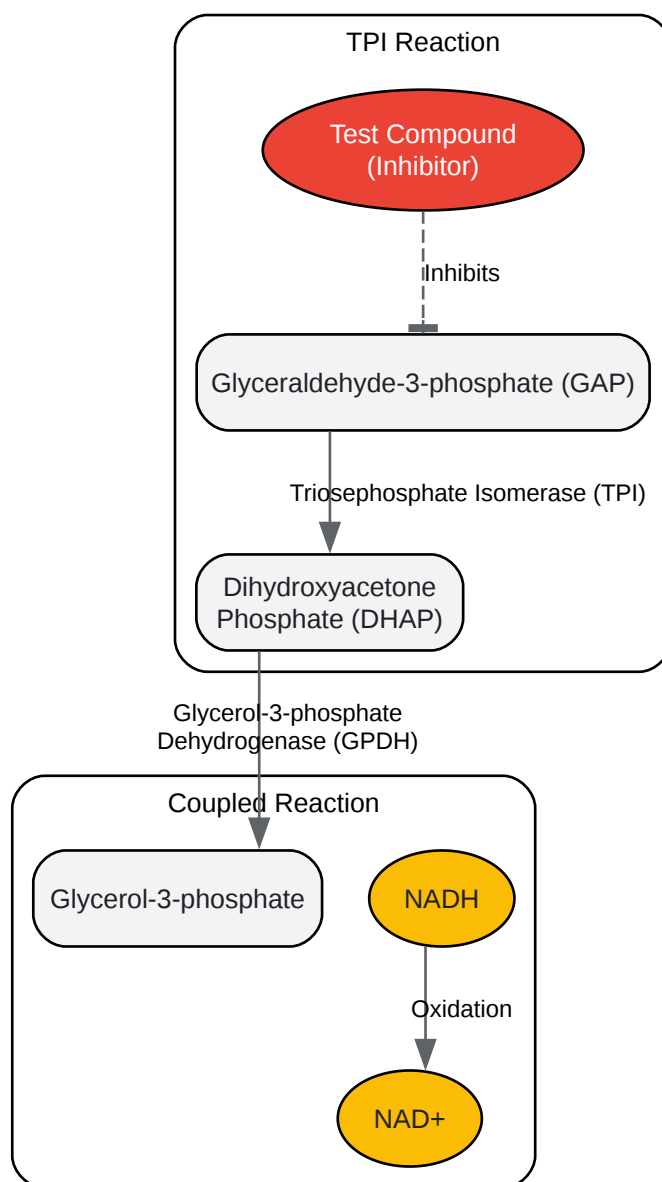 TPI Reaction
Test Compound
(Inhibitor)
Inhibits
Glyceraldehyde-3-phosphate (GAP)
Triosephosphate Isomerase (TPI)
Dihydroxyacetone
Phosphate (DHAP)
Glycerol-3-phosphate
Dehydrogenase (GPDH)
Coupled Reaction
Glycerol-3-phosphate
NADH
Oxidation
NAD+